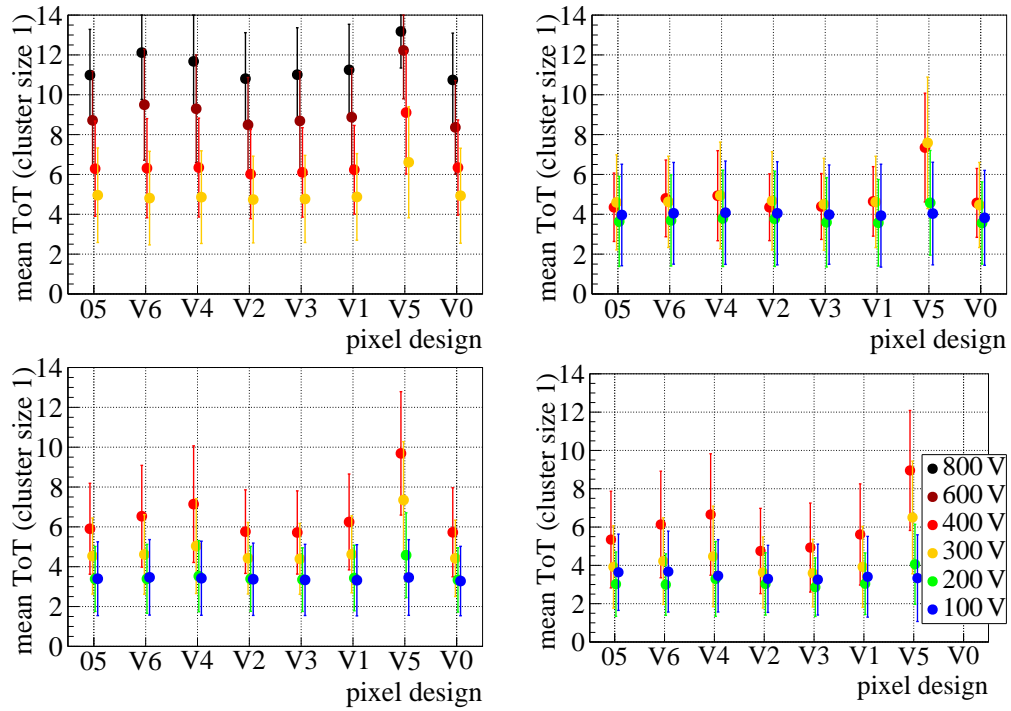 mean ToT (cluster size 1)
14
12
10
8
6
4
2
0
05 V6 V4 V2 V3 V1 V5 V0
pixel design
mean ToT (cluster size 1)
14
12
10
8
6
4
2
0
05 V6 V4 V2 V3 V1 V5 V0
pixel design
mean ToT (cluster size 1)
14
12
10
8
6
4
2
0
05 V6 V4 V2 V3 V1 V5 V0
pixel design
mean ToT (cluster size 1)
14
12
10
8
6
4
2
0
05 V6 V4 V2 V3 V1 V5 V0
pixel design
800 V
600 V
400 V
300 V
200 V
100 V